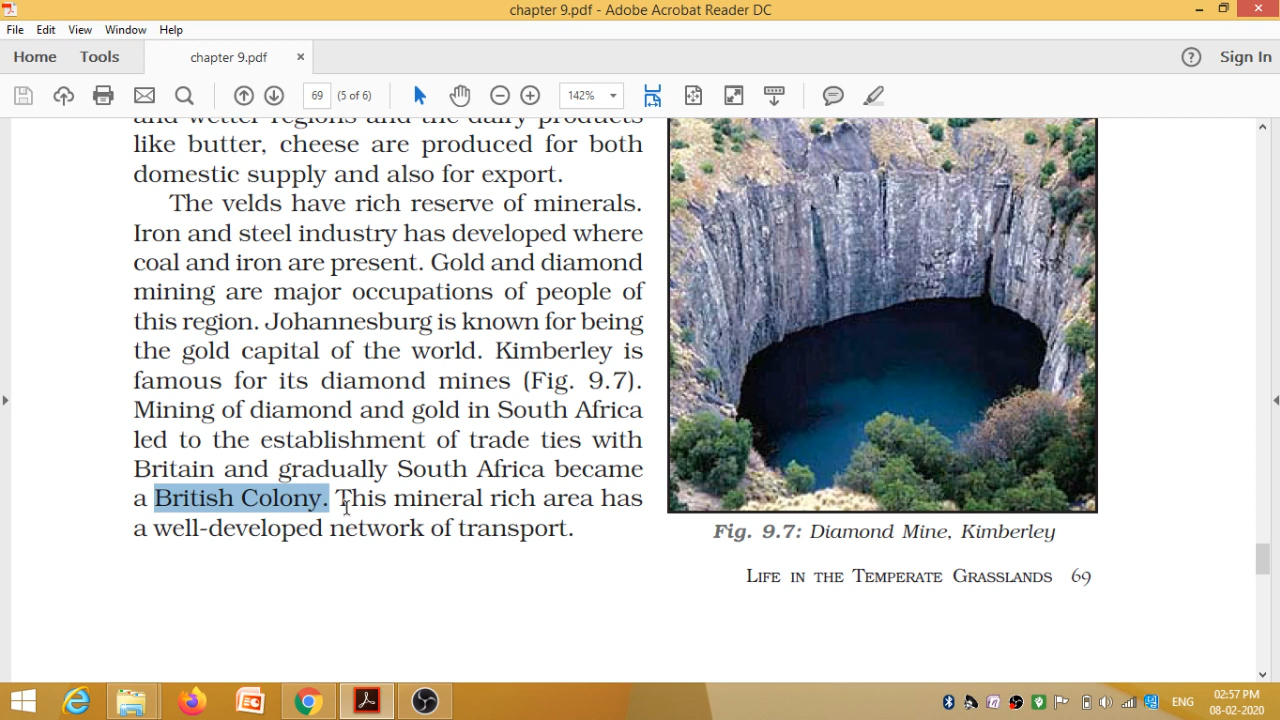 chapter 9.pdf - Adobe Acrobat Reader DC
File Edit View Window Help
Home Tools chapter 9.pdf × ? Sign In
69 (5 of 6) 142%
and wetter regions and the dairy products
like butter, cheese are produced for both
domestic supply and also for export.
The velds have rich reserve of minerals.
Iron and steel industry has developed where
coal and iron are present. Gold and diamond
mining are major occupations of people of
this region. Johannesburg is known for being
the gold capital of the world. Kimberley is
famous for its diamond mines (Fig. 9.7).
Mining of diamond and gold in South Africa
led to the establishment of trade ties with
Britain and gradually South Africa became
a British Colony. This mineral rich area has
a well-developed network of transport.
Fig. 9.7: Diamond Mine, Kimberley
LIFE IN THE TEMPERATE GRASSLANDS 69
ENG
02:57 PM
08-02-2020